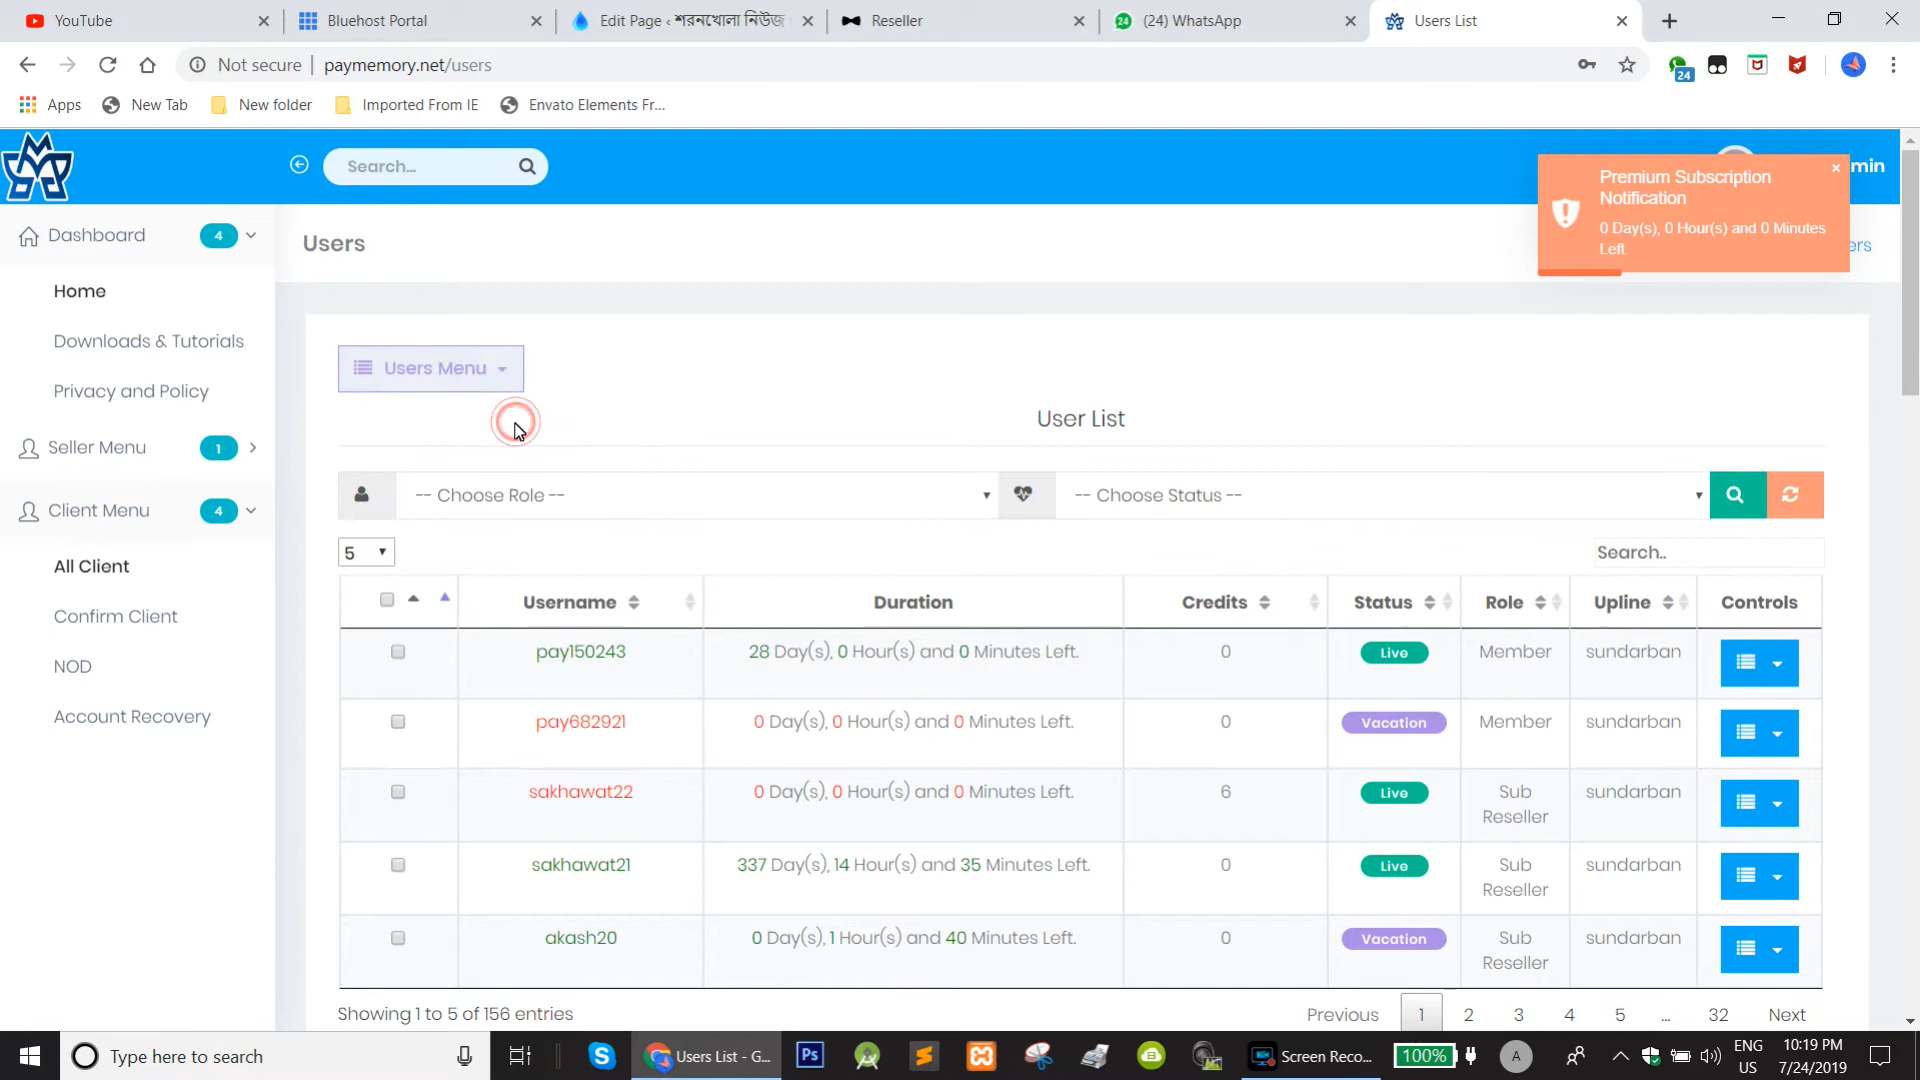 YouTube
Bluehost Portal
Edit Page ‹ শরনখোলা নিউজ
Reseller
(24) WhatsApp
Users List
Not secure | paymemory.net/users
24
Apps
New Tab
New folder
Imported From IE
Envato Elements Fr...
Search...
min
Premium Subscription
Notification
0 Day(s), 0 Hour(s) and 0 Minutes
Left.
ers
Dashboard
4
Home
Downloads & Tutorials
Privacy and Policy
Seller Menu
1
Client Menu
4
All Client
Confirm Client
NOD
Account Recovery
Users
Users Menu
User List
-- Choose Role --
-- Choose Status --
5
Search..
Username Duration Credits Status Role Upline Controls
pay150243 28 Day(s), 0 Hour(s) and 0 Minutes Left. 0 Live Member sundarban
pay682921 0 Day(s), 0 Hour(s) and 0 Minutes Left. 0 Vacation Member sundarban
sakhawat22 0 Day(s), 0 Hour(s) and 0 Minutes Left. 6 Live Sub Reseller sundarban
sakhawat21 337 Day(s), 14 Hour(s) and 35 Minutes Left. 0 Live Sub Reseller sundarban
akash20 0 Day(s), 1 Hour(s) and 40 Minutes Left. 0 Vacation Sub Reseller sundarban
Showing 1 to 5 of 156 entries
Previous 1 2 3 4 5 ... 32 Next
Type here to search
Users List - G...
Ps
Screen Reco...
100%
A
ENG
US
10:19 PM
7/24/2019